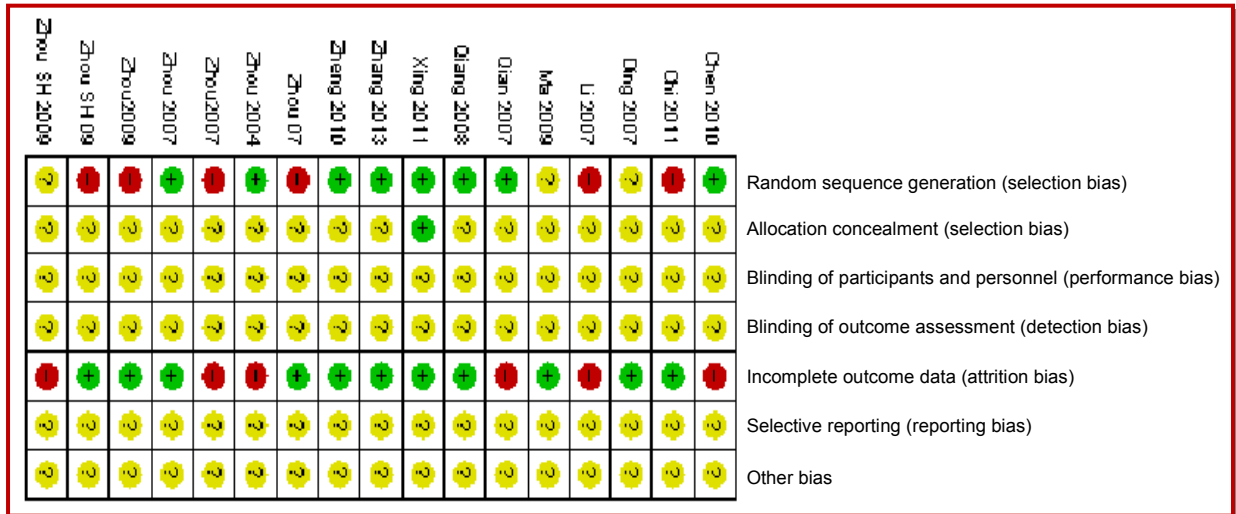 Zhou SH 2009
Zhou SH 09
Zhou2009
Zhou 2007
Zhou2007
Zhou 2004
Zhou 07
Zheng 2010
Zhang 2013
Xing 2011
Qiang 2008
Qian 2007
Ma 2009
Li 2007
Ding 2007
Chi 2011
Chen 2010
? - - + - + - + + + + + ? - ? - + Random sequence generation (selection bias)
? ? ? ? ? ? ? ? ? + ? ? ? ? ? ? ? Allocation concealment (selection bias)
? ? ? ? ? ? ? ? ? ? ? ? ? ? ? ? ? Blinding of participants and personnel (performance bias)
? ? ? ? ? ? ? ? ? ? ? ? ? ? ? ? ? Blinding of outcome assessment (detection bias)
- + + + - - + + + + + - + - + + - Incomplete outcome data (attrition bias)
? ? ? ? ? ? ? ? ? ? ? ? ? ? ? ? ? Selective reporting (reporting bias)
? ? ? ? ? ? ? ? ? ? ? ? ? ? ? ? ? Other bias